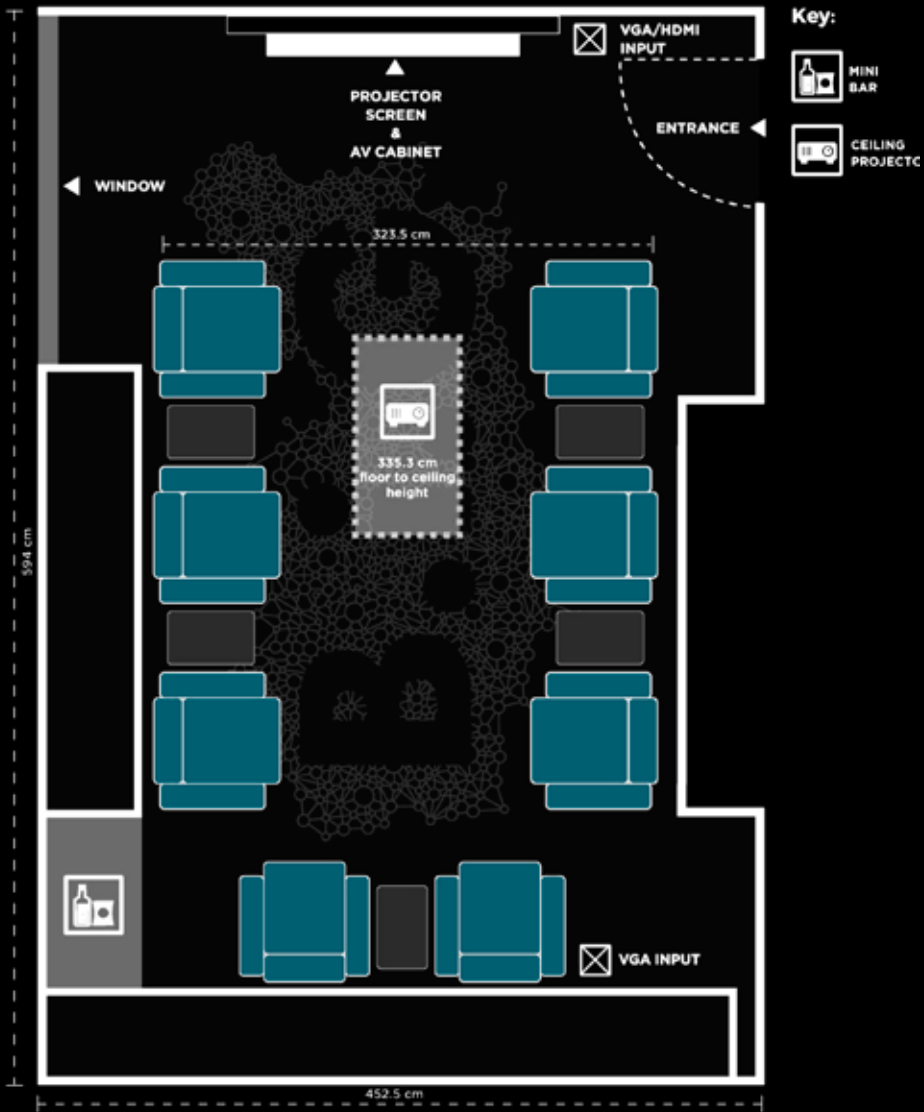 Key:
VGA/HDMI
INPUT
MINI
BAR
PROJECTOR
SCREEN
&
AV CABINET
ENTRANCE
CEILING
PROJECTO
WINDOW
323.5 cm
335.3 cm
floor to ceiling
height
594 cm
B
VGA INPUT
452.5 cm